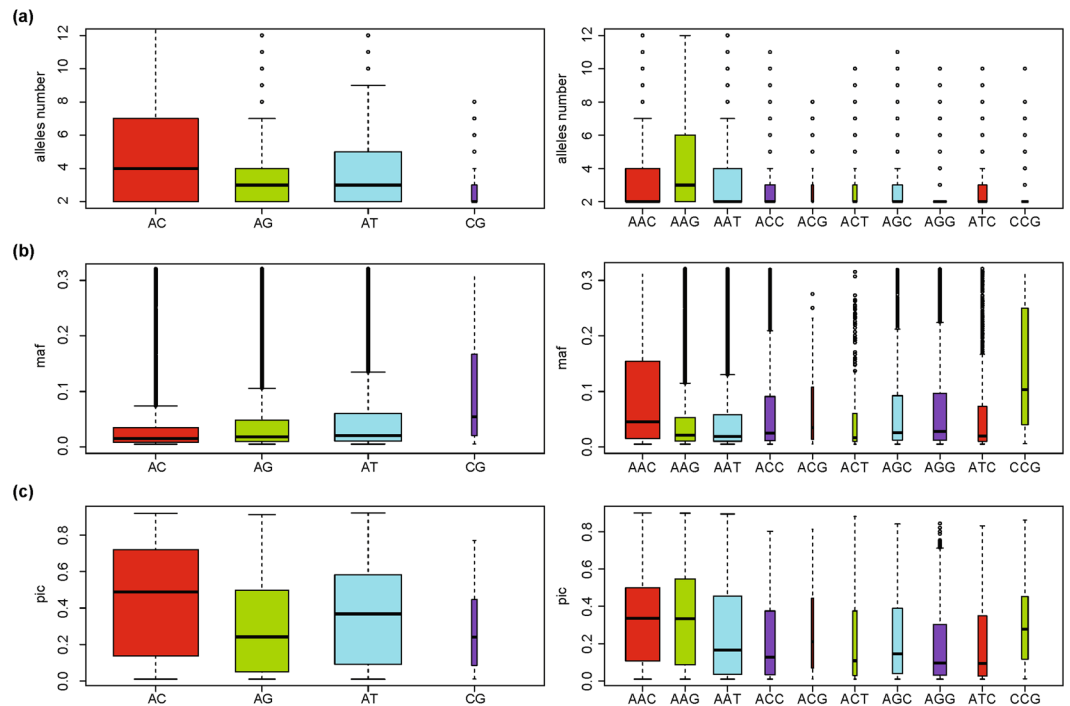 (a)
alleles number
12
10
8
6
4
2
AC AG AT CG
alleles number
12
10
8
6
4
2
AAC AAG AAT ACC ACG ACT AGC AGG ATC CCG
(b)
maf
0.3
0.2
0.1
0.0
AC AG AT CG
maf
0.3
0.2
0.1
0.0
AAC AAG AAT ACC ACG ACT AGC AGG ATC CCG
(c)
pic
0.8
0.6
0.4
0.2
0.0
AC AG AT CG
pic
0.8
0.6
0.4
0.2
0.0
AAC AAG AAT ACC ACG ACT AGC AGG ATC CCG